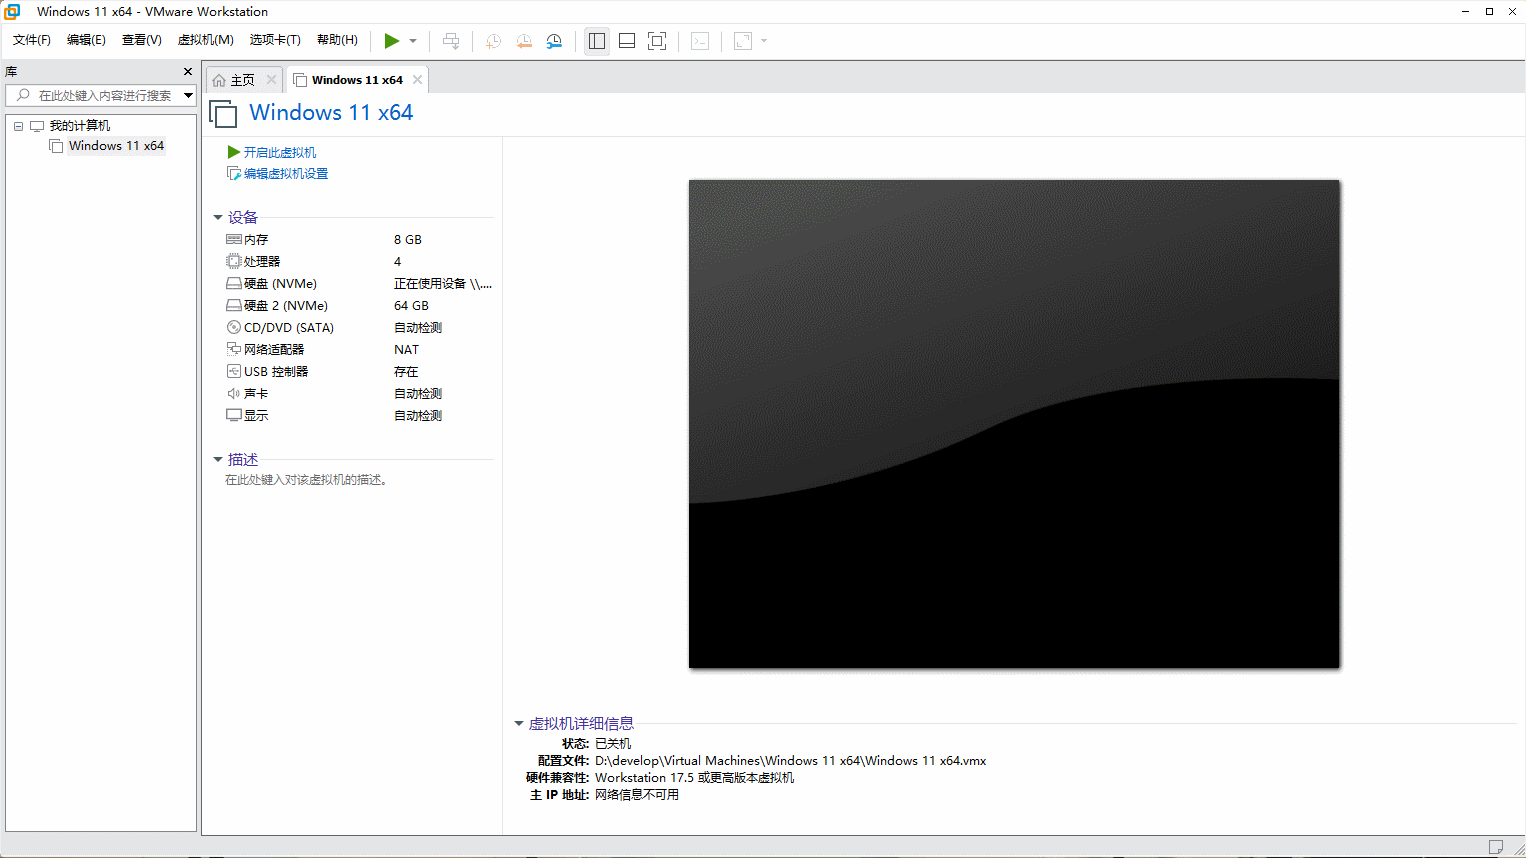 Windows 11 x64 - VMware Workstation
文件(F) 编辑(E) 查看(V) 虚拟机(M) 选项卡(T) 帮助(H)
库
在此处键入内容进行搜索
我的计算机
Windows 11 x64
主页
Windows 11 x64
Windows 11 x64
开启此虚拟机
编辑虚拟机设置
设备
内存 8 GB
处理器 4
硬盘 (NVMe) 正在使用设备 \\....
硬盘 2 (NVMe) 64 GB
CD/DVD (SATA) 自动检测
网络适配器 NAT
USB 控制器 存在
声卡 自动检测
显示 自动检测
描述
在此处键入对该虚拟机的描述。
虚拟机详细信息
状态: 已关机
配置文件: D:\develop\Virtual Machines\Windows 11 x64\Windows 11 x64.vmx
硬件兼容性: Workstation 17.5 或更高版本虚拟机
主 IP 地址: 网络信息不可用